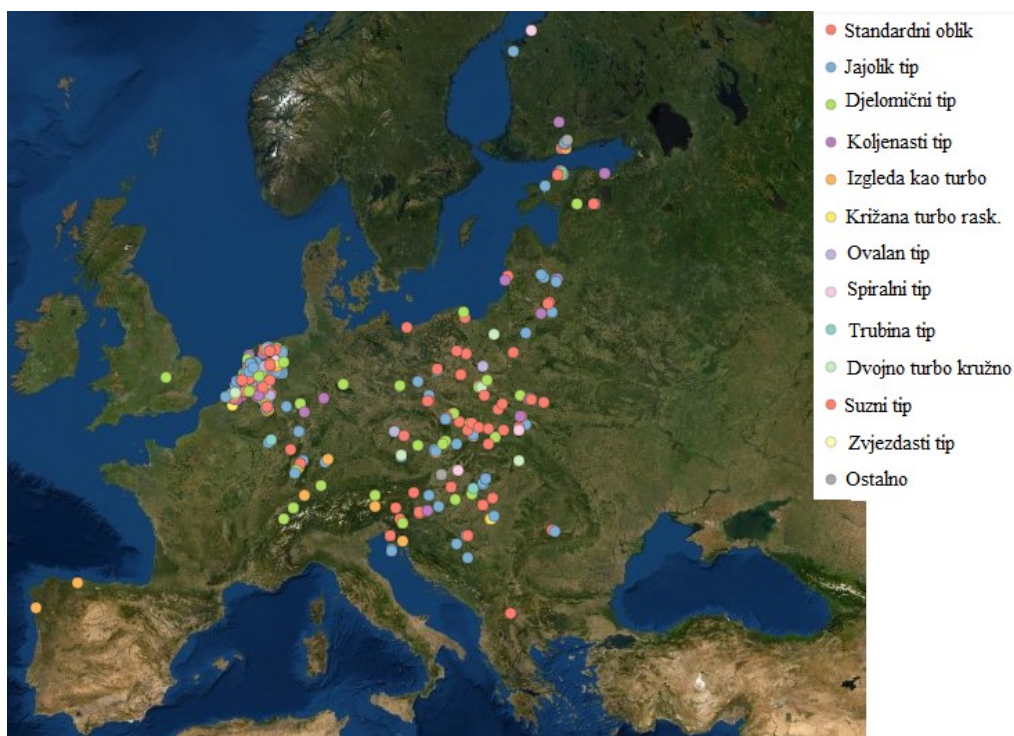 Standardni oblik
Jajolik tip
Djelomični tip
Koljenasti tip
Izgleda kao turbo
Križana turbo rask.
Ovalan tip
Spiralni tip
Trubina tip
Dvojno turbo kružno
Suzni tip
Zvjezdasti tip
Ostalno